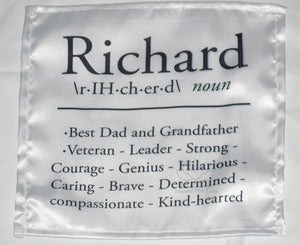 Richard
\r·IH·ch·er·d\ noun
·Best Dad and Grandfather
·Veteran - Leader - Strong -
Courage - Genius - Hilarious -
Caring - Brave - Determined -
compassionate - Kind-hearted